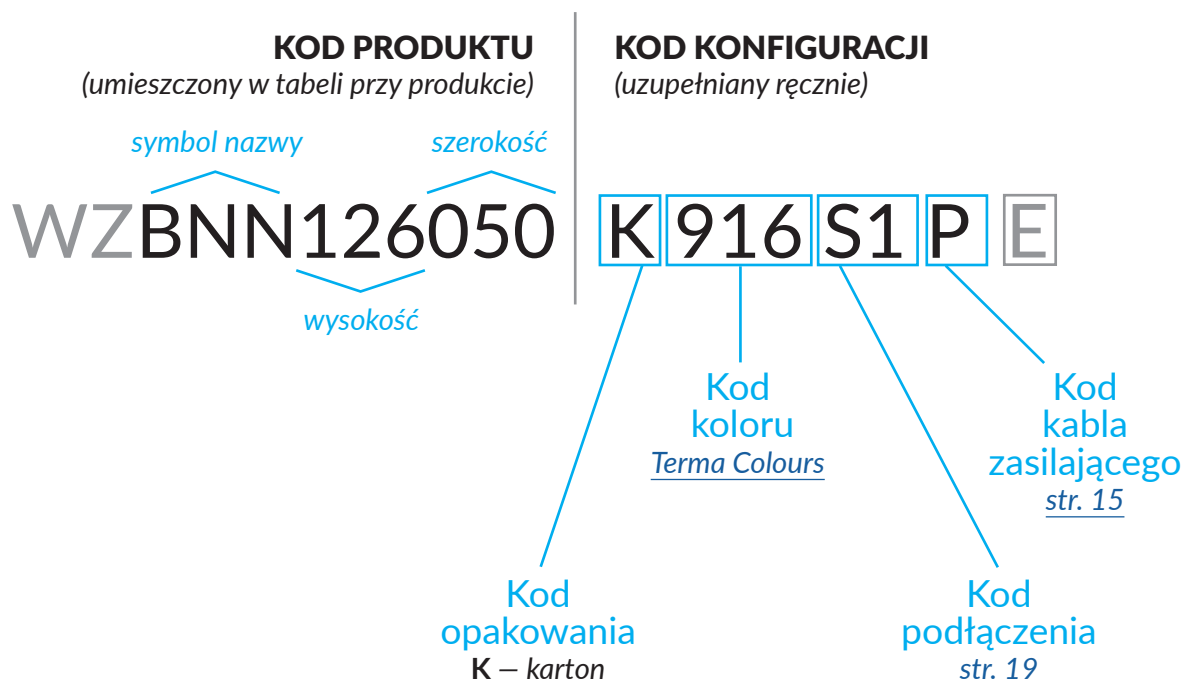 KOD PRODUKTU
(umieszczony w tabeli przy produkcie)
KOD KONFIGURACJI
(uzupełniany ręcznie)
symbol nazwy
szerokość
WZBNN126050
K 916 S1 P E
wysokość
Kod
koloru
Terma Colours
Kod
kabla
zasilającego
str. 15
Kod
opakowania
K — karton
Kod
podłączenia
str. 19